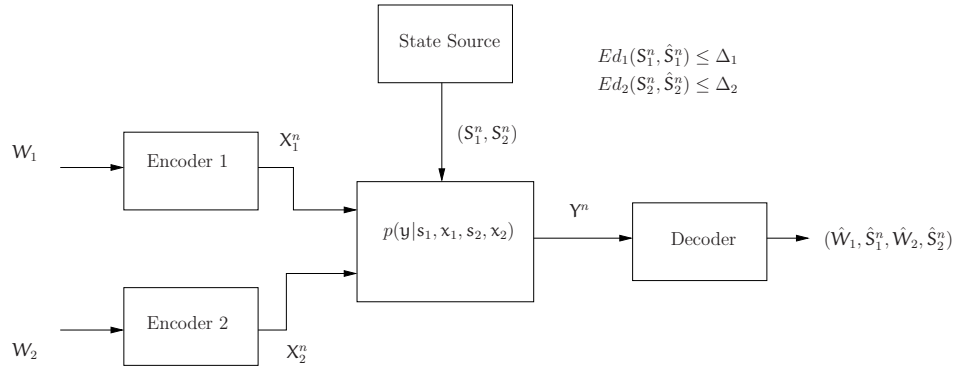 State Source
Ed₁(S₁ⁿ, Ŝ₁ⁿ) ≤ Δ₁
Ed₂(S₂ⁿ, Ŝ₂ⁿ) ≤ Δ₂
(S₁ⁿ, S₂ⁿ)
W₁
Encoder 1
X₁ⁿ
p(y|s₁, x₁, s₂, x₂)
Yⁿ
Decoder
(Ŵ₁, Ŝ₁ⁿ, Ŵ₂, Ŝ₂ⁿ)
W₂
Encoder 2
X₂ⁿ